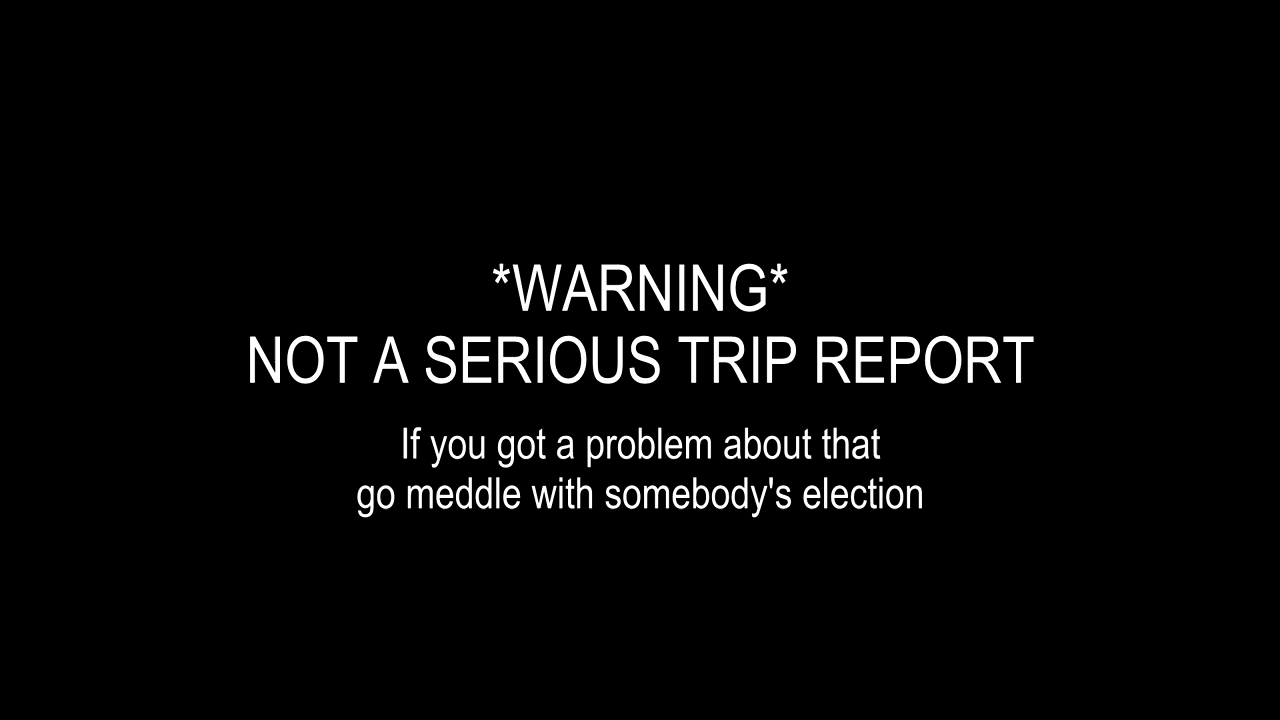 *WARNING*
NOT A SERIOUS TRIP REPORT
If you got a problem about that
go meddle with somebody's election